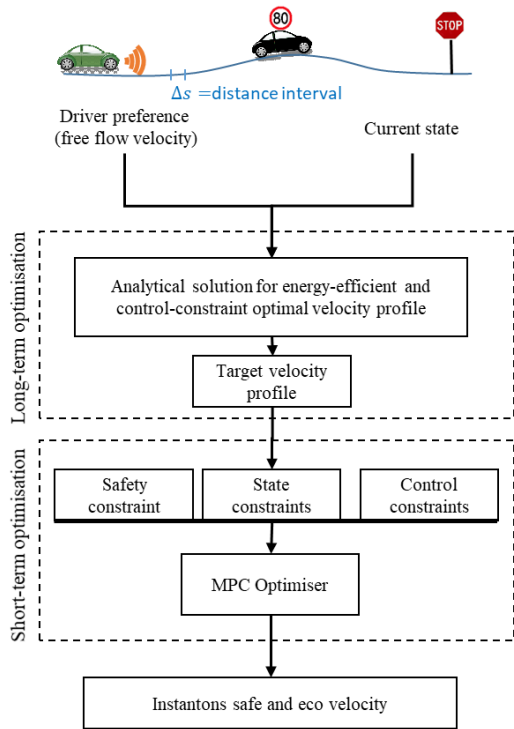 80
STOP
Δs =distance interval
Driver preference
(free flow velocity)
Current state
Long-term optimisation
Analytical solution for energy-efficient and
control-constraint optimal velocity profile
Target velocity
profile
Short-term optimisation
Safety
constraint
State
constraints
Control
constraints
MPC Optimiser
Instantons safe and eco velocity